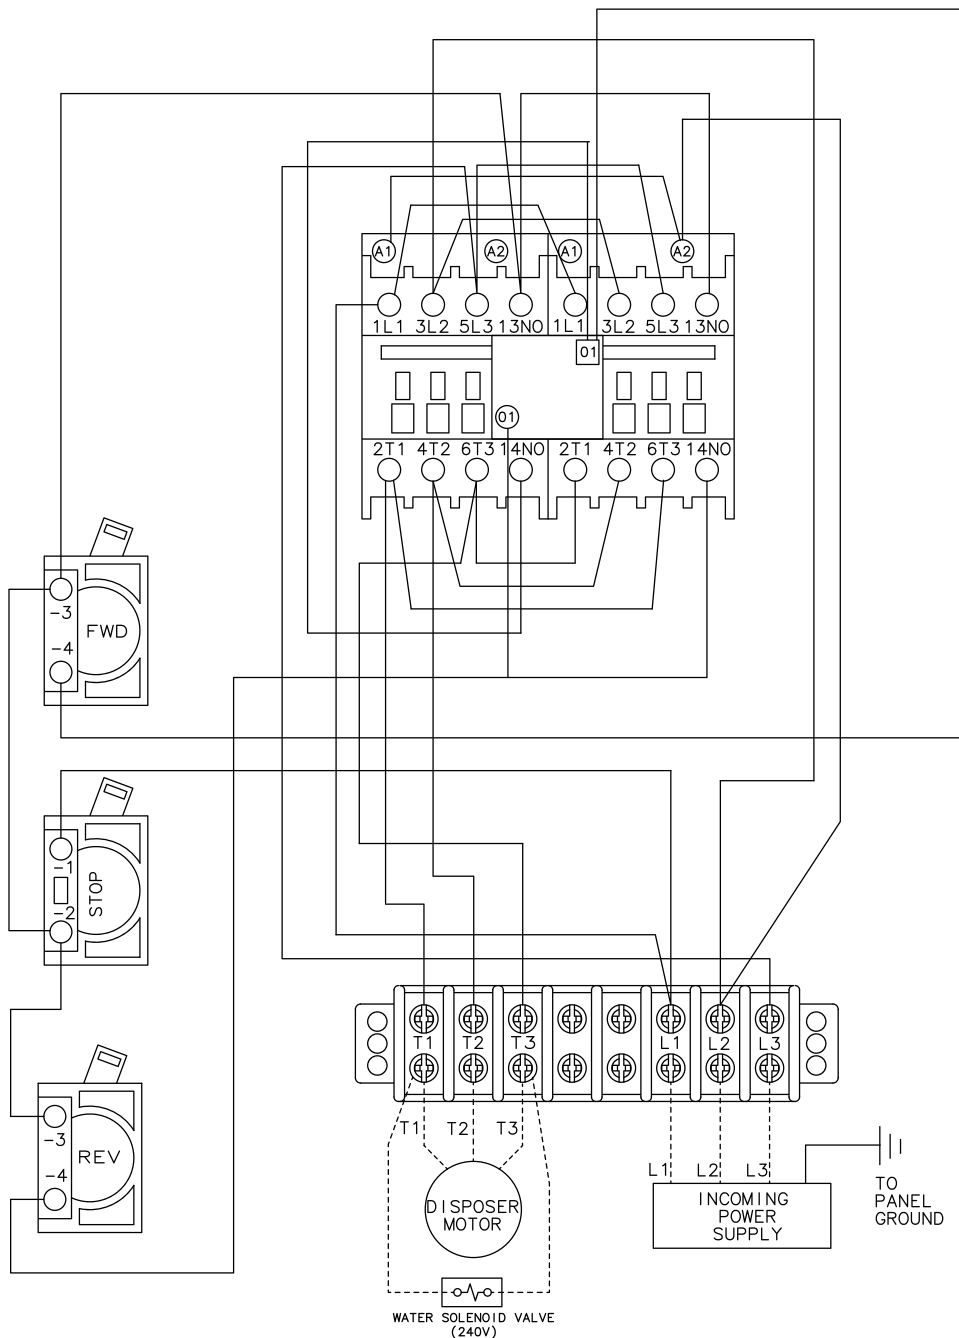 A1 A2 A1 A2
1L1 3L2 5L3 13NO 1L1 3L2 5L3 13NO
01
01
2T1 4T2 6T3 14NO 2T1 4T2 6T3 14NO
-3
FWD
-4
-1
STOP
-2
T1 T2 T3 L1 L2 L3
-3
REV
-4
T1 T2 T3
L1 L2 L3
TO
PANEL
GROUND
INCOMING
POWER
SUPPLY
DISPOSER
MOTOR
WATER SOLENOID VALVE
(240V)